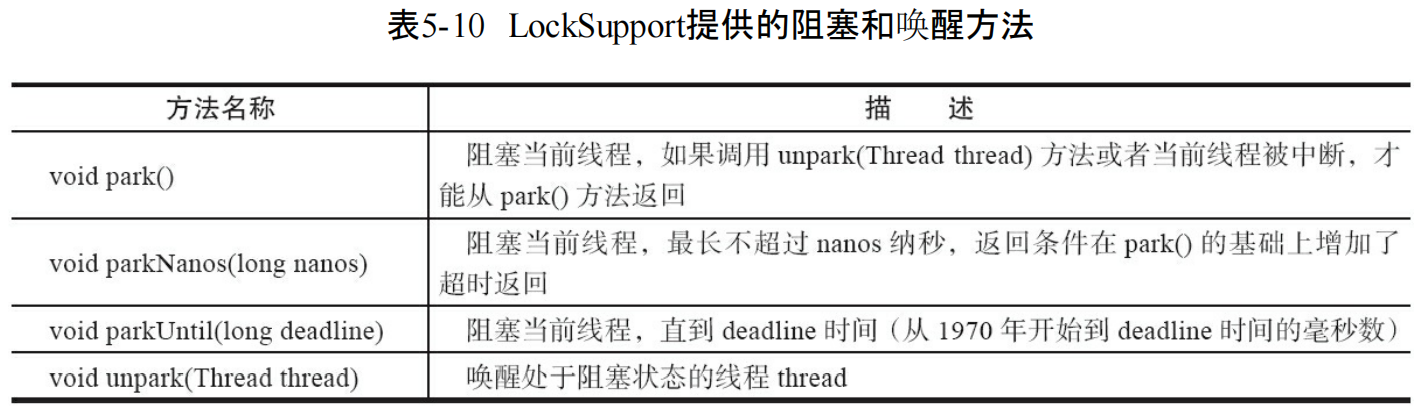 表5-10 LockSupport提供的阻塞和唤醒方法
方法名称 描 述
void park() 阻塞当前线程，如果调用 unpark(Thread thread) 方法或者当前线程被中断，才
能从 park() 方法返回
void parkNanos(long nanos) 阻塞当前线程，最长不超过 nanos 纳秒，返回条件在 park() 的基础上增加了
超时返回
void parkUntil(long deadline) 阻塞当前线程，直到 deadline 时间（从 1970 年开始到 deadline 时间的毫秒数）
void unpark(Thread thread) 唤醒处于阻塞状态的线程 thread